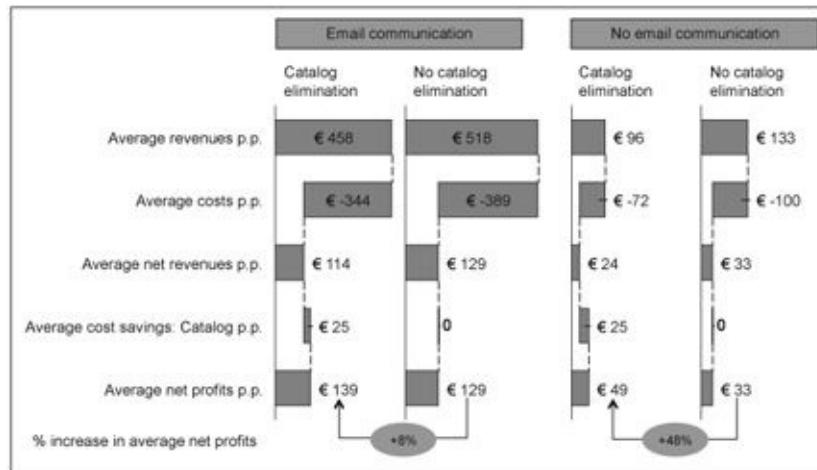 Email communication
No email communication
Catalog
elimination
No catalog
elimination
Catalog
elimination
No catalog
elimination
Average revenues p.p.
€ 458
€ 518
€ 96
€ 133
Average costs p.p.
€ -344
€ -389
€ -72
€ -100
Average net revenues p.p.
€ 114
€ 129
€ 24
€ 33
Average cost savings: Catalog p.p.
€ 25
0
€ 25
0
Average net profits p.p.
€ 139
€ 129
€ 49
€ 33
% increase in average net profits
+8%
+48%